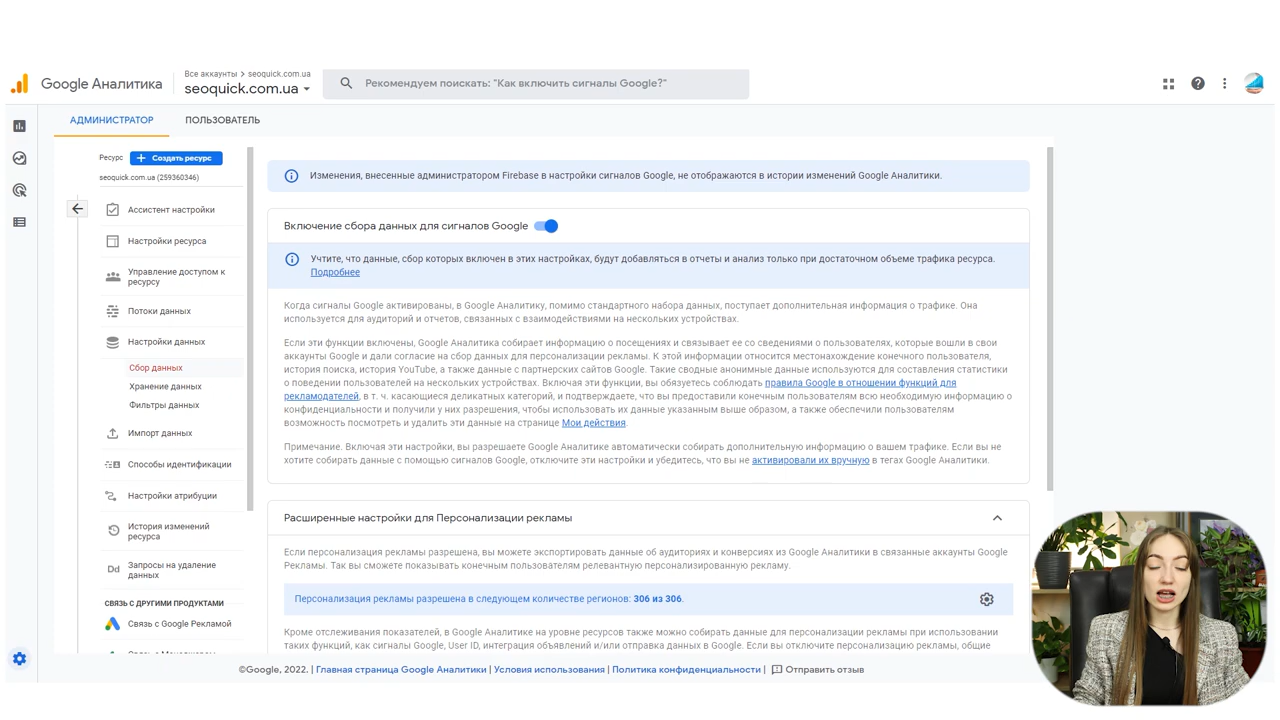 Google Аналитика
Все аккаунты > seoquick.com.ua
seoquick.com.ua
Рекомендуем поискать: "Как включить сигналы Google?"
АДМИНИСТРАТОР
ПОЛЬЗОВАТЕЛЬ
Ресурс
+ Создать ресурс
seoquick.com.ua (259360346)
Ассистент настройки
Настройки ресурса
Управление доступом к
ресурсу
Потоки данных
Настройки данных
Сбор данных
Хранение данных
Фильтры данных
Импорт данных
Способы идентификации
Настройки атрибуции
История изменений
ресурса
Dd
Запросы на удаление
данных
СВЯЗЬ С ДРУГИМИ ПРОДУКТАМИ
Связь с Google Рекламой
Изменения, внесенные администратором Firebase в настройки сигналов Google, не отображаются в истории изменений Google Аналитики.
Включение сбора данных для сигналов Google
Учтите, что данные, сбор которых включен в этих настройках, будут добавляться в отчеты и анализ только при достаточном объеме трафика ресурса.
Подробнее
Когда сигналы Google активированы, в Google Аналитику, помимо стандартного набора данных, поступает дополнительная информация о трафике. Она
используется для аудиторий и отчетов, связанных с взаимодействиями на нескольких устройствах.
Если эти функции включены, Google Аналитика собирает информацию о посещениях и связывает ее со сведениями о пользователях, которые вошли в свои
аккаунты Google и дали согласие на сбор данных для персонализации рекламы. К этой информации относится местонахождение конечного пользователя,
история поиска, история YouTube, а также данные с партнерских сайтов Google. Такие сводные анонимные данные используются для составления статистики
о поведении пользователей на нескольких устройствах. Включая эти функции, вы обязуетесь соблюдать правила Google в отношении функций для
рекламодателей, в т. ч. касающиеся деликатных категорий, и подтверждаете, что вы предоставили конечным пользователям всю необходимую информацию о
конфиденциальности и получили у них разрешения, чтобы использовать их данные указанным выше образом, а также обеспечили пользователям
возможность посмотреть и удалить эти данные на странице Мои действия.
Примечание. Включая эти настройки, вы разрешаете Google Аналитике автоматически собирать дополнительную информацию о вашем трафике. Если вы не
хотите собирать данные с помощью сигналов Google, отключите эти настройки и убедитесь, что вы не активировали их вручную в тегах Google Аналитики.
Расширенные настройки для Персонализации рекламы
Если персонализация рекламы разрешена, вы можете экспортировать данные об аудиториях и конверсиях из Google Аналитики в связанные аккаунты Google
Рекламы. Так вы сможете показывать конечным пользователям релевантную персонализированную рекламу.
Персонализация рекламы разрешена в следующем количестве регионов: 306 из 306.
Кроме отслеживания показателей, в Google Аналитике на уровне ресурсов также можно собирать данные для персонализации рекламы при использовании
таких функций, как сигналы Google, User ID, интеграция объявлений и/или отправка данных в Google. Если вы отключите персонализацию рекламы, общие
©Google, 2022. | Главная страница Google Аналитики | Условия использования | Политика конфиденциальности | Отправить отзыв